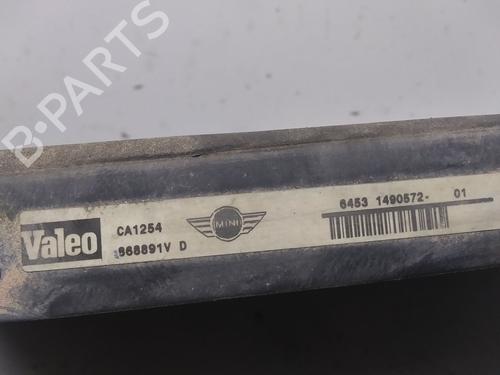 B-PARTS
Valeo
CA1254
868891V D
MINI
6453 1490572- 01